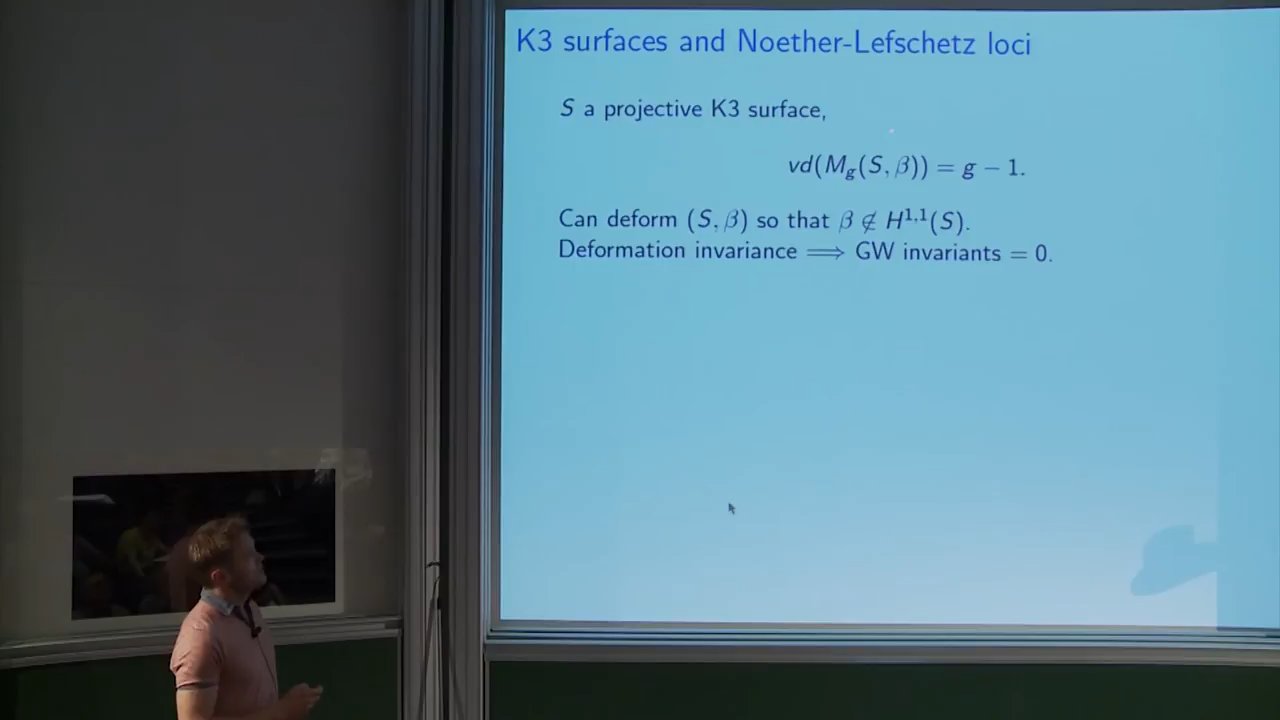 K3 surfaces and Noether-Lefschetz loci
S a projective K3 surface,
vd(M_g(S, β)) = g − 1.
Can deform (S, β) so that β ∉ H^{1,1}(S).
Deformation invariance ⟹ GW invariants = 0.